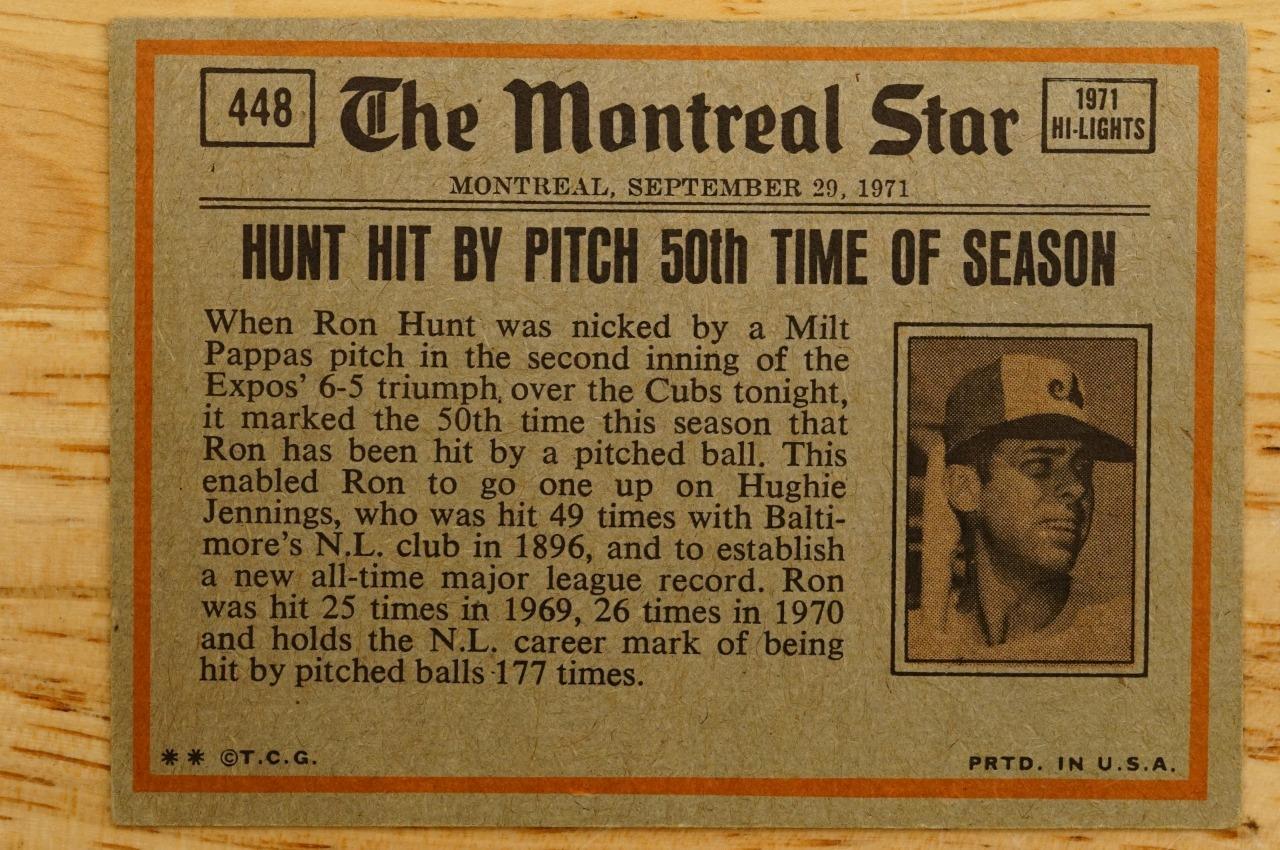 448
The Montreal Star
1971
HI-LIGHTS
MONTREAL, SEPTEMBER 29, 1971
HUNT HIT BY PITCH 50th TIME OF SEASON
When Ron Hunt was nicked by a Milt
Pappas pitch in the second inning of the
Expos' 6-5 triumph over the Cubs tonight,
it marked the 50th time this season that
Ron has been hit by a pitched ball. This
enabled Ron to go one up on Hughie
Jennings, who was hit 49 times with Balti-
more's N.L. club in 1896, and to establish
a new all-time major league record. Ron
was hit 25 times in 1969, 26 times in 1970
and holds the N.L. career mark of being
hit by pitched balls 177 times.
** ©T.C.G.
PRTD. IN U.S.A.